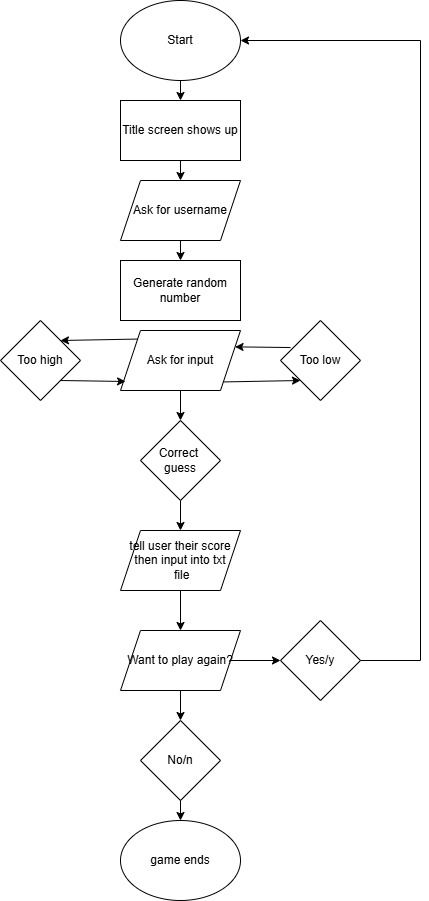 Start
Title screen shows up
Ask for username
Generate random
number
Too high
Ask for input
Too low
Correct
guess
tell user their score
then input into txt
file
Want to play again?
Yes/y
No/n
game ends